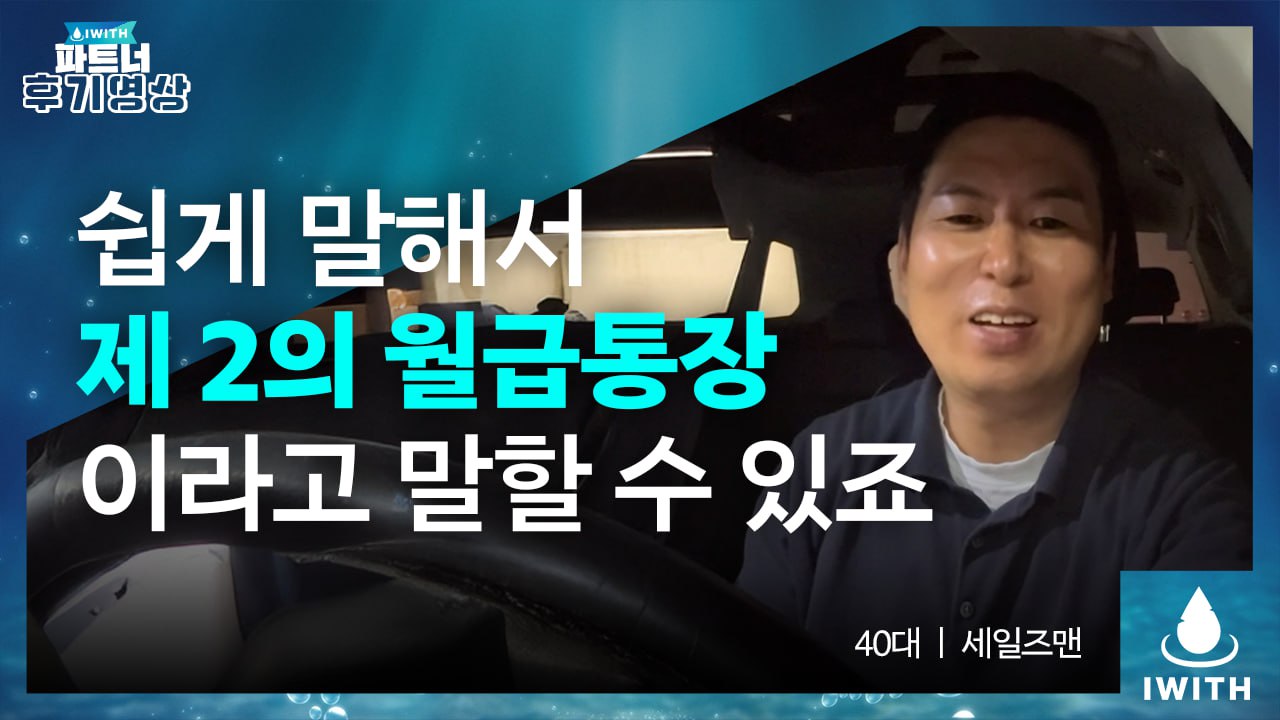 IWITH
파트너
후기영상
쉽게 말해서
제 2의 월급통장
이라고 말할 수 있죠
40대 | 세일즈맨
IWITH